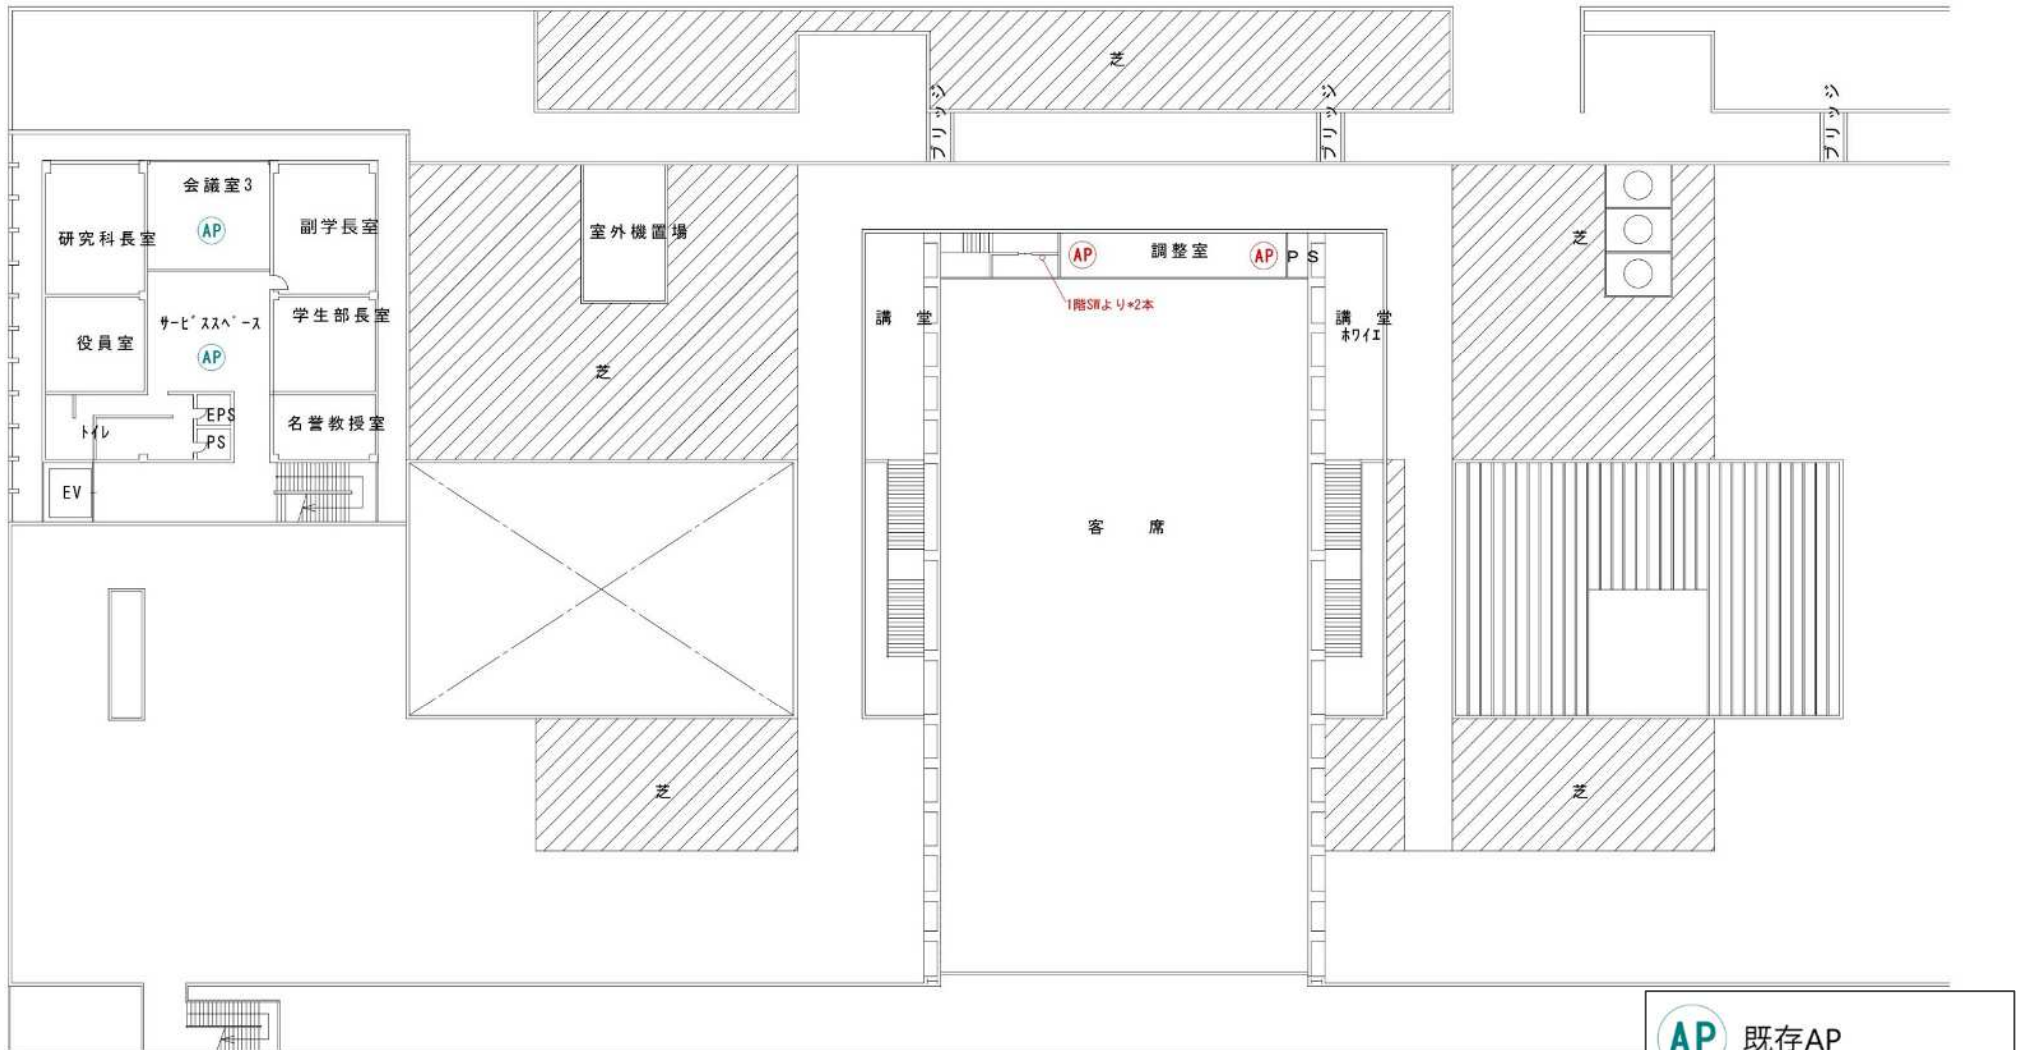 芝
ブリッジ
ブリッジ
ブリッジ
会議室3
AP
研究科長室
副学長室
室外機置場
芝
AP
調整室
AP
PS
1階SWより*2本
サービススペース
AP
学生部長室
役員室
講 堂
講 堂
ホワイエ
芝
名誉教授室
EPS
PS
トイレ
EV
客 席
芝
芝
AP 既存AP